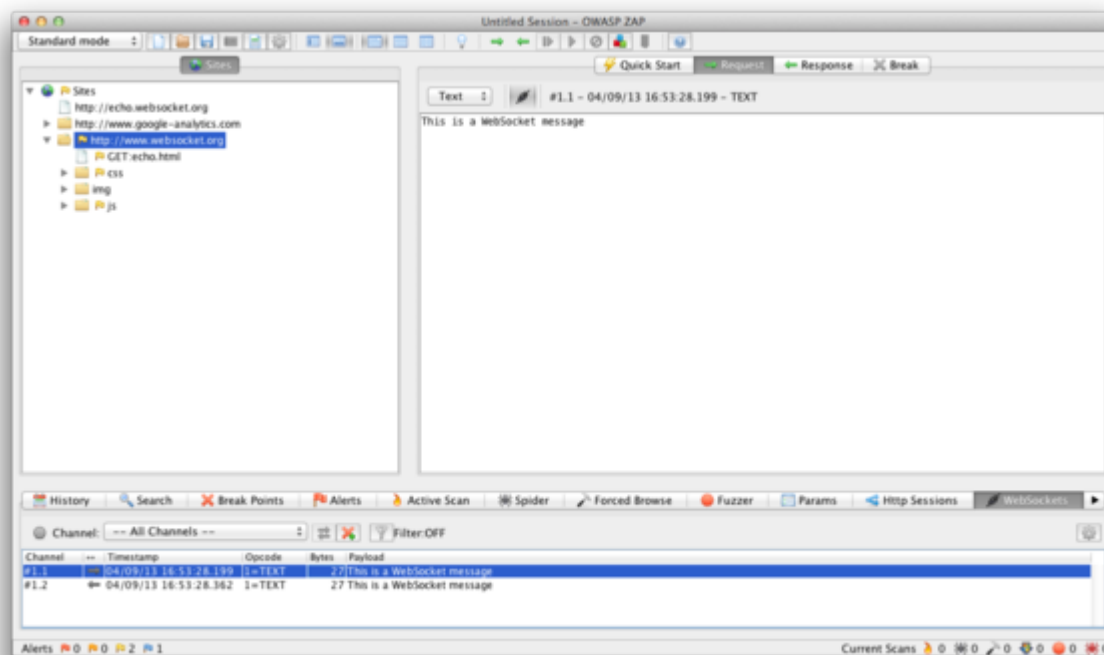 Untitled Session - OWASP ZAP
Standard mode
Sites
Quick Start
Request
Response
Break
Sites
http://echo.websocket.org
http://www.google-analytics.com
http://www.websocket.org
GET:echo.html
css
img
js
Text
#1.1 - 04/09/13 16:53:28.199 - TEXT
This is a WebSocket message
History
Search
Break Points
Alerts
Active Scan
Spider
Forced Browse
Fuzzer
Params
Http Sessions
WebSockets
Channel: -- All Channels --
Filter:OFF
Channel -- Timestamp Opcode Bytes Payload
#1.1 04/09/13 16:53:28.199 1=TEXT 27 This is a WebSocket message
#1.2 04/09/13 16:53:28.362 1=TEXT 27 This is a WebSocket message
Alerts 0 0 2 1
Current Scans 0 0 0 0 0